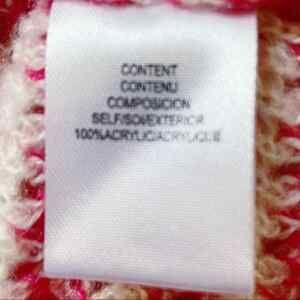 CONTENT
CONTENU
COMPOSICION
SELF/SOI/EXTERIOR
100%ACRYLIC/ACRYLIQUE